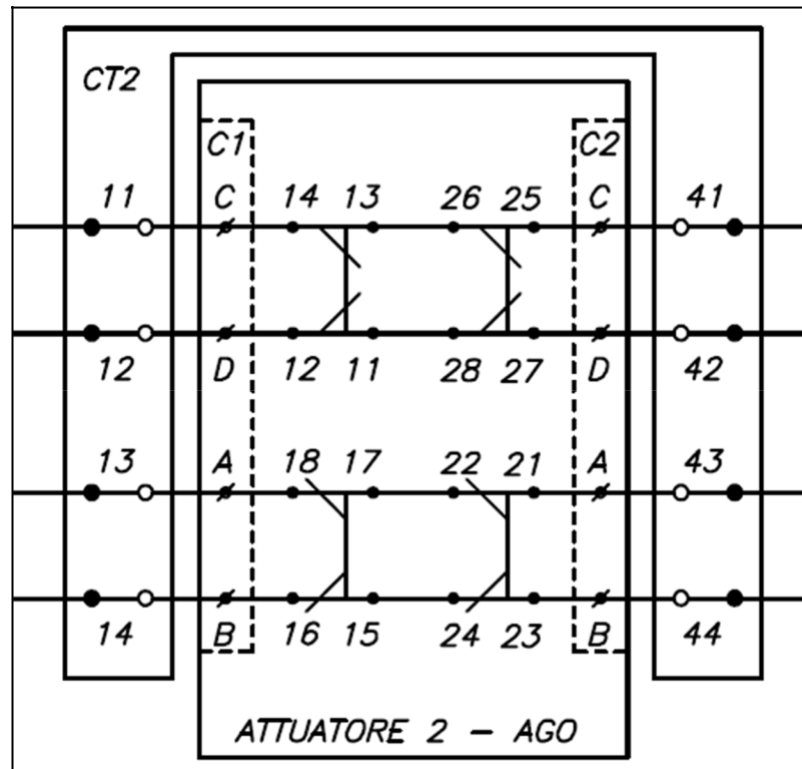 CT2
C1 C2
11 C 14 13 26 25 C 41
12 D 12 11 28 27 D 42
13 A 18 17 22 21 A 43
14 B 16 15 24 23 B 44
ATTUATORE 2 - AGO